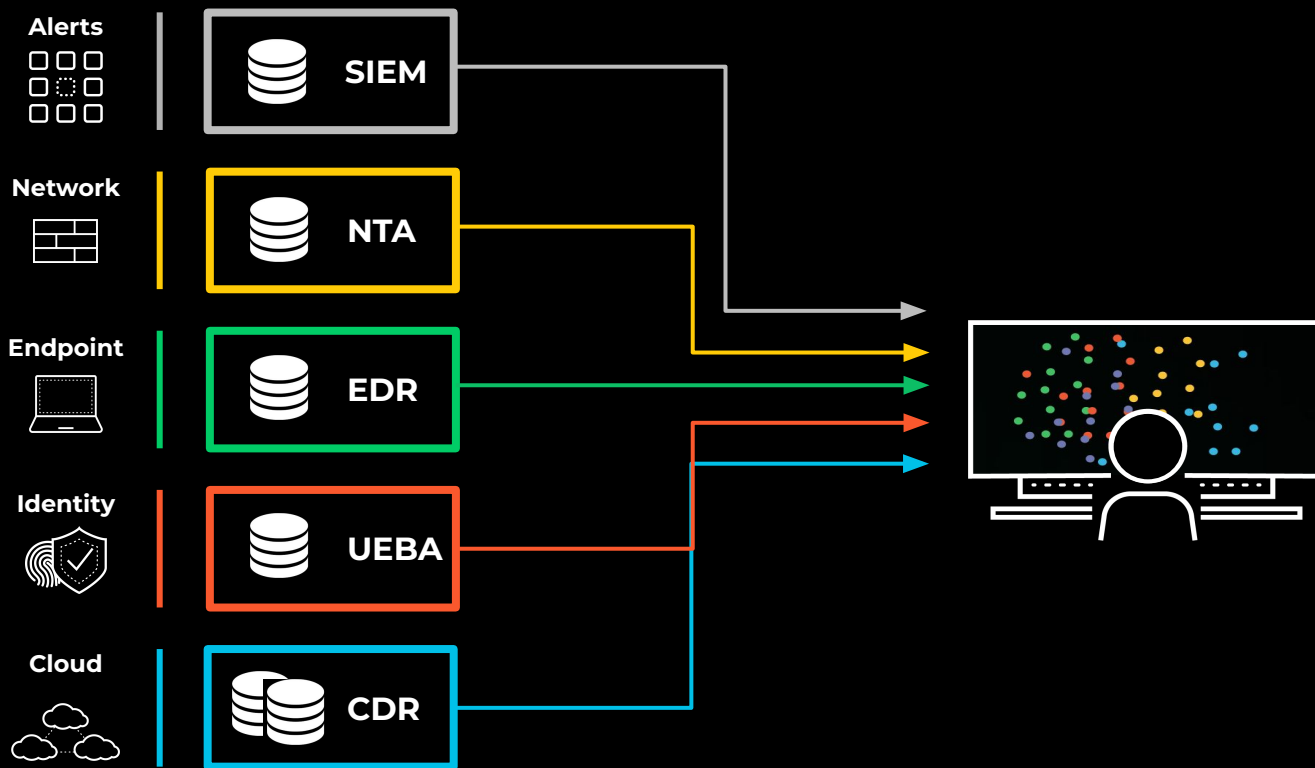 Alerts
SIEM
Network
NTA
Endpoint
EDR
Identity
UEBA
Cloud
CDR